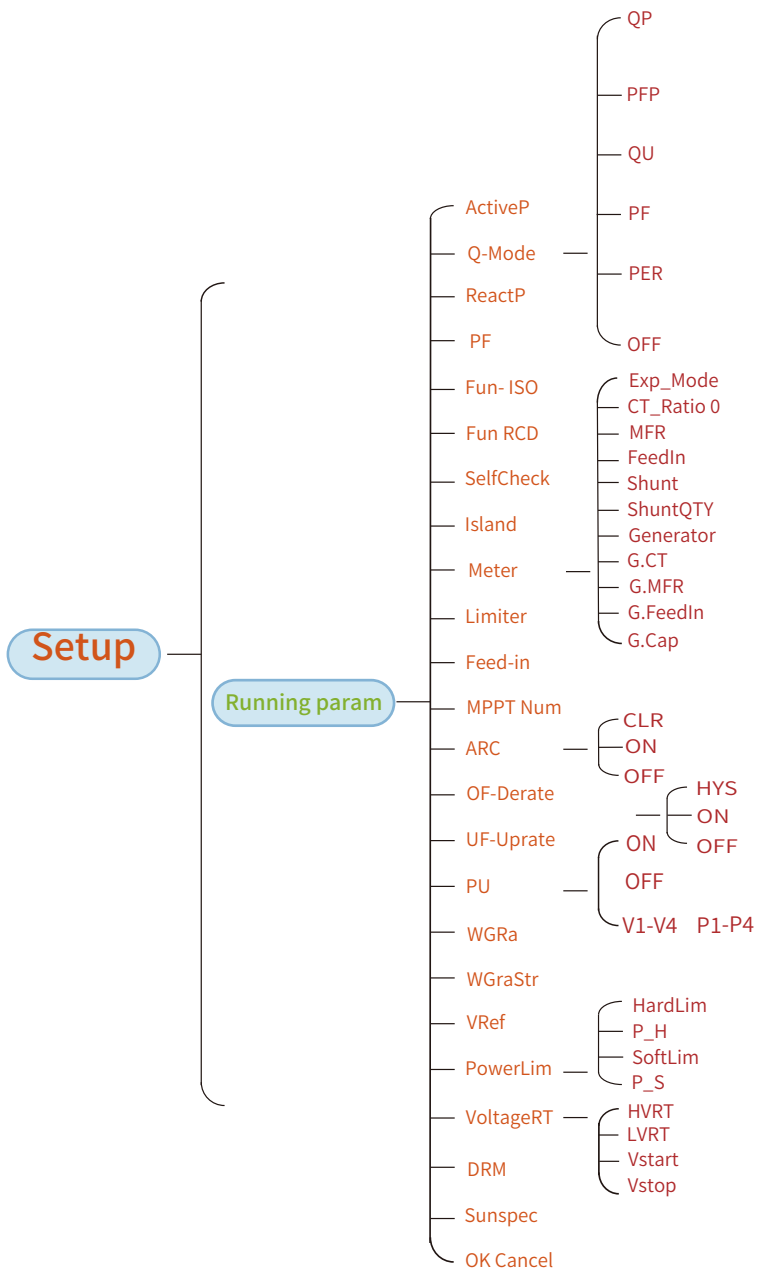 Setup
Running param
ActiveP
Q-Mode
QP
PFP
QU
PF
PER
OFF
ReactP
PF
Fun- ISO
Fun RCD
SelfCheck
Island
Meter
Exp_Mode
CT_Ratio 0
MFR
FeedIn
Shunt
ShuntQTY
Generator
G.CT
G.MFR
G.FeedIn
G.Cap
Limiter
Feed-in
MPPT Num
ARC
CLR
ON
OFF
OF-Derate
UF-Uprate
PU
ON
HYS
ON
OFF
OFF
V1-V4 P1-P4
WGRa
WGraStr
VRef
PowerLim
HardLim
P_H
SoftLim
P_S
VoltageRT
HVRT
LVRT
Vstart
Vstop
DRM
Sunspec
OK Cancel